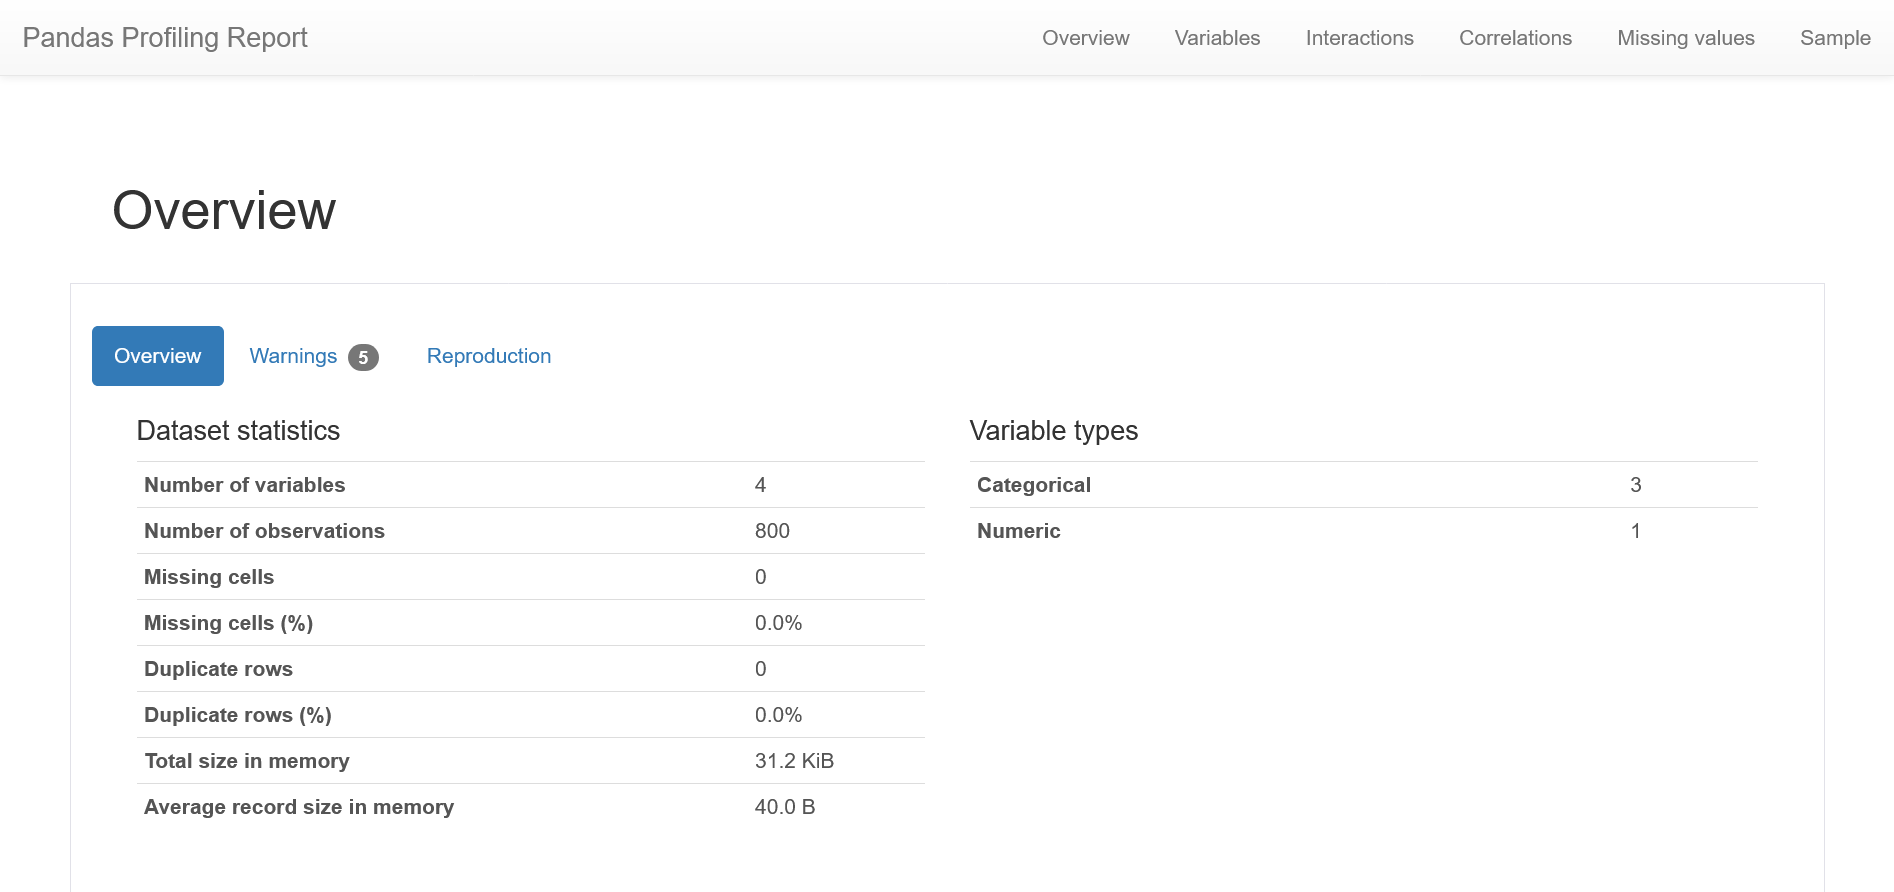 Pandas Profiling Report
Overview Variables Interactions Correlations Missing values Sample
Overview
Overview Warnings 5 Reproduction
Dataset statistics
Number of variables 4
Number of observations 800
Missing cells 0
Missing cells (%) 0.0%
Duplicate rows 0
Duplicate rows (%) 0.0%
Total size in memory 31.2 KiB
Average record size in memory 40.0 B
Variable types
Categorical 3
Numeric 1